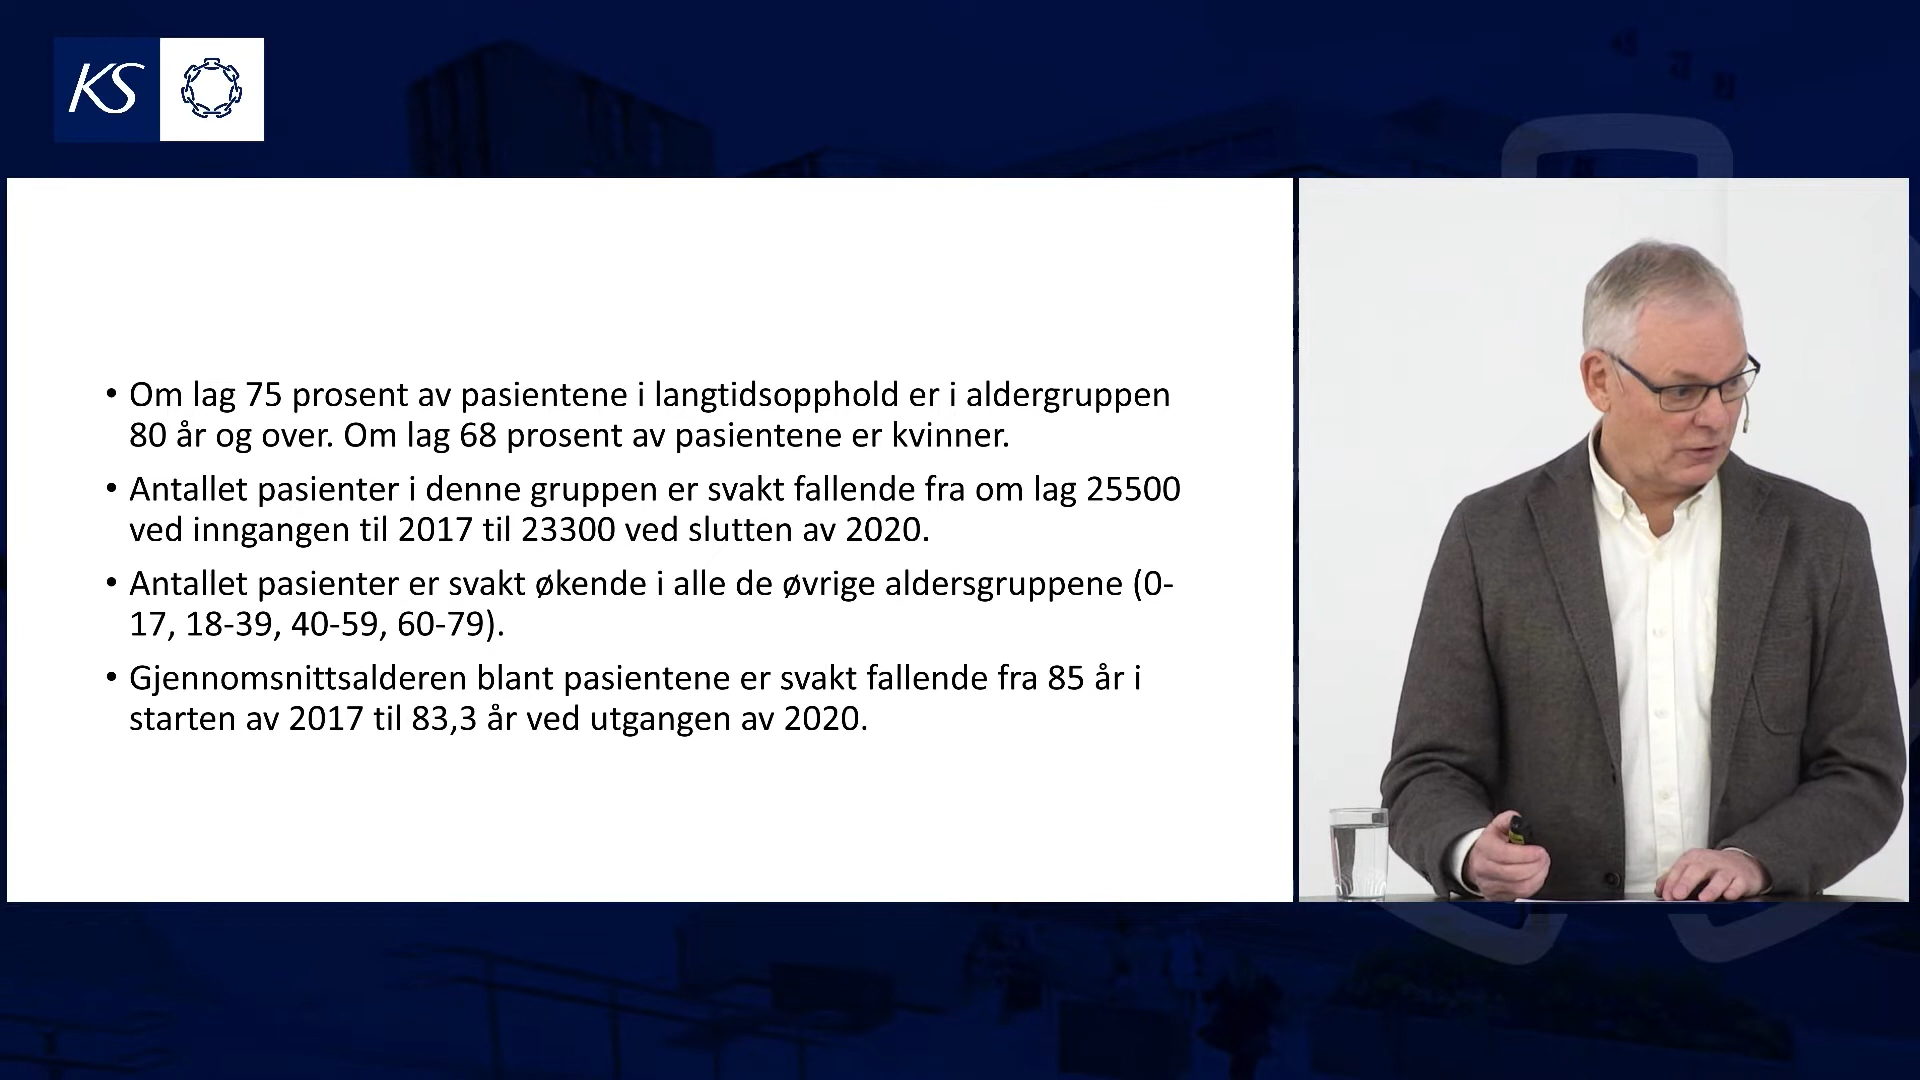 KS
• Om lag 75 prosent av pasientene i langtidsopphold er i aldergruppen
80 år og over. Om lag 68 prosent av pasientene er kvinner.
• Antallet pasienter i denne gruppen er svakt fallende fra om lag 25500
ved inngangen til 2017 til 23300 ved slutten av 2020.
• Antallet pasienter er svakt økende i alle de øvrige aldersgruppene (0-
17, 18-39, 40-59, 60-79).
• Gjennomsnittsalderen blant pasientene er svakt fallende fra 85 år i
starten av 2017 til 83,3 år ved utgangen av 2020.